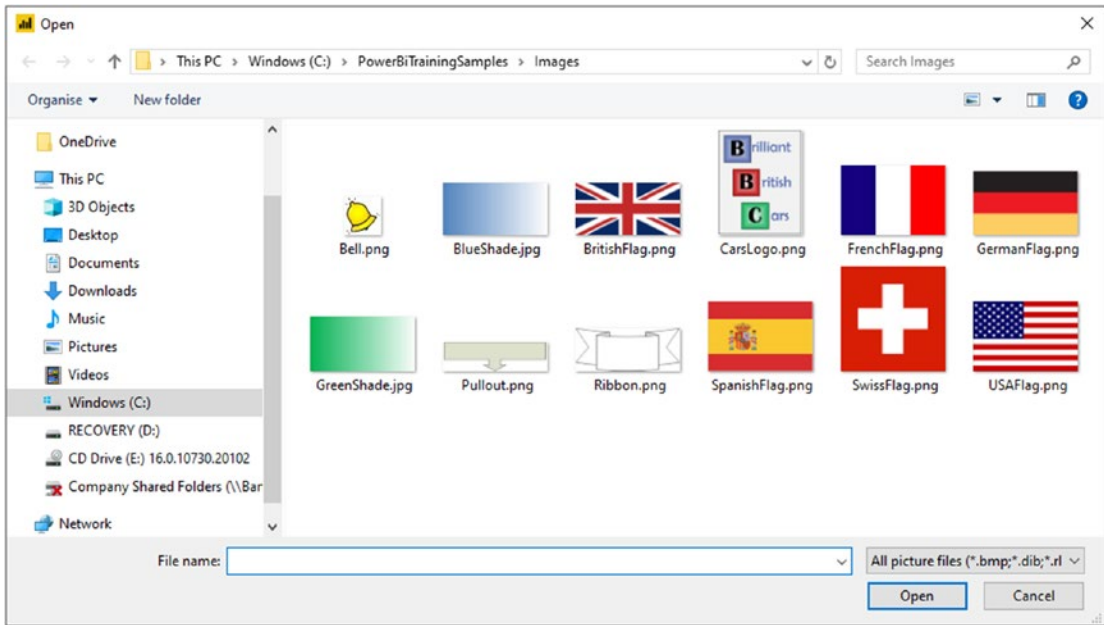 Open
This PC > Windows (C:) > PowerBiTrainingSamples > Images
Search Images
Organise
New folder
OneDrive
This PC
3D Objects
Desktop
Documents
Downloads
Music
Pictures
Videos
Windows (C:)
RECOVERY (D:)
CD Drive (E:) 16.0.10730.20102
Company Shared Folders (\\Bar
Network
Brilliant
British
Cars
Bell.png
BlueShade.jpg
BritishFlag.png
CarsLogo.png
FrenchFlag.png
GermanFlag.png
GreenShade.jpg
Pullout.png
Ribbon.png
SpanishFlag.png
SwissFlag.png
USAFlag.png
File name:
All picture files (*.bmp;*.dib;*.rl
Open
Cancel